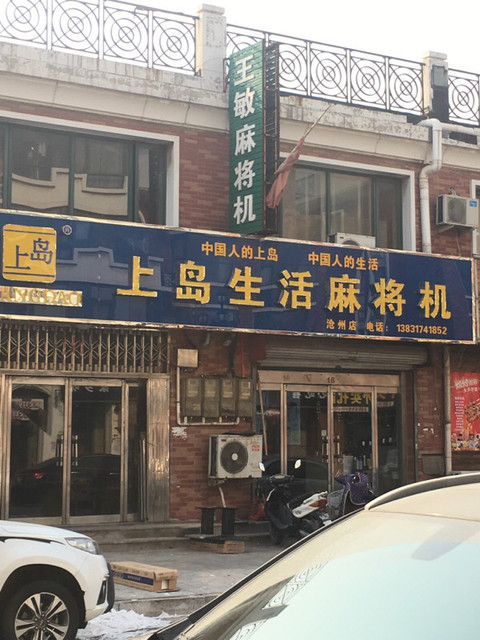 王敏麻将机
上岛
®
中国人的上岛 中国人的生活
上岛生活麻将机
沧州店 电话：13831741852
16